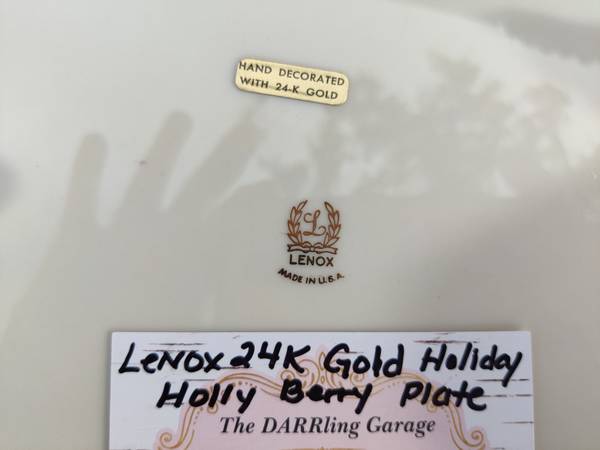 HAND DECORATED
WITH 24-K GOLD
L
LENOX
MADE IN U.S.A.
LeNox 24K Gold Holiday
Holly Berry Plate
The DARRling Garage